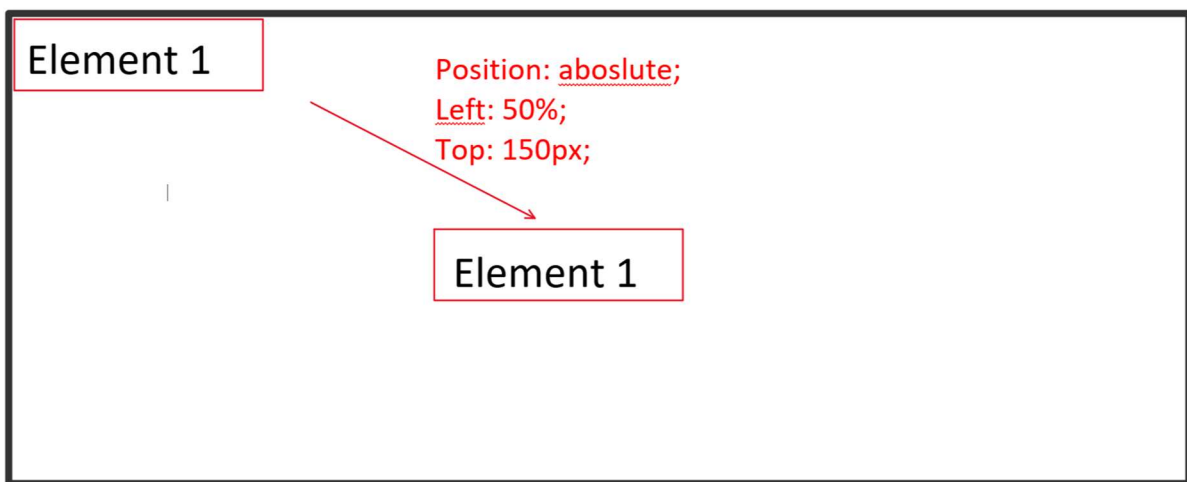 Element 1
Position: aboslute;
Left: 50%;
Top: 150px;
Element 1